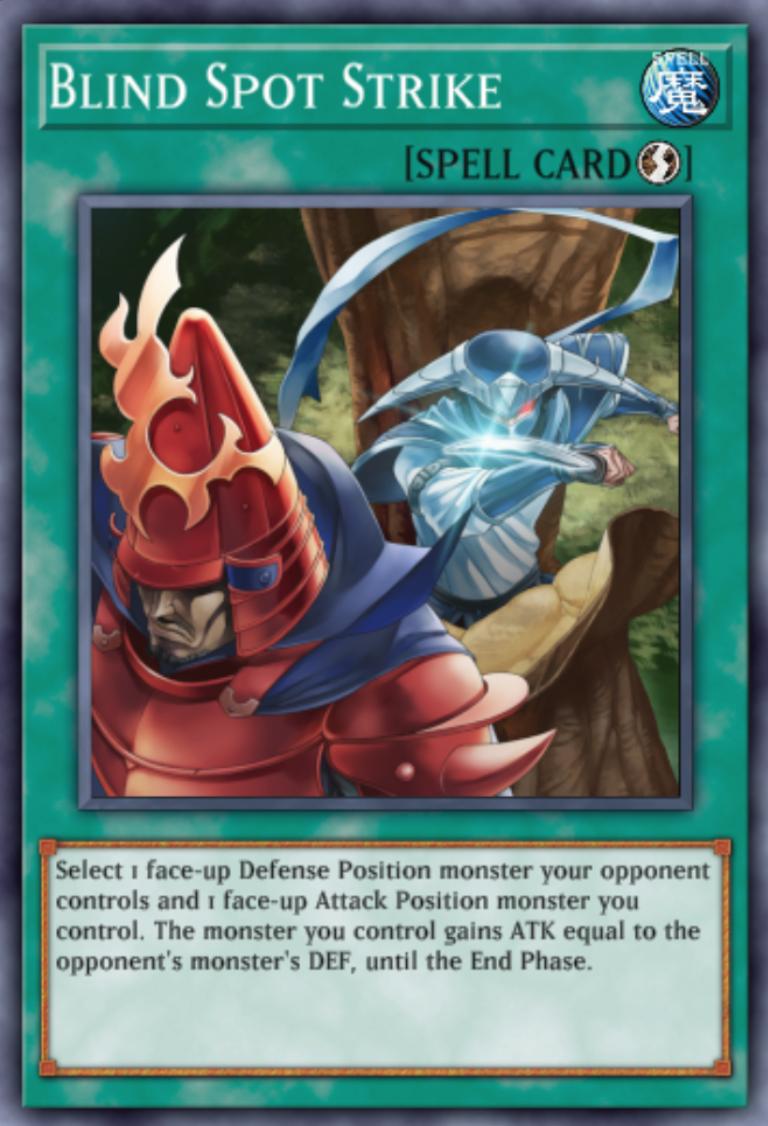 Blind Spot Strike
SPELL
魔
[SPELL CARD]
Select 1 face-up Defense Position monster your opponent
controls and 1 face-up Attack Position monster you
control. The monster you control gains ATK equal to the
opponent's monster's DEF, until the End Phase.